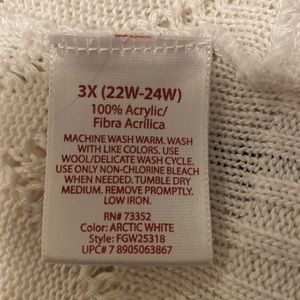 3X (22W-24W)
100% Acrylic/
Fibra Acrílica
MACHINE WASH WARM. WASH
WITH LIKE COLORS. USE
WOOL/DELICATE WASH CYCLE.
USE ONLY NON-CHLORINE BLEACH
WHEN NEEDED. TUMBLE DRY
MEDIUM. REMOVE PROMPTLY.
LOW IRON.
RN# 73352
Color: ARCTIC WHITE
Style: FGW25318
UPC# 7 8905063867